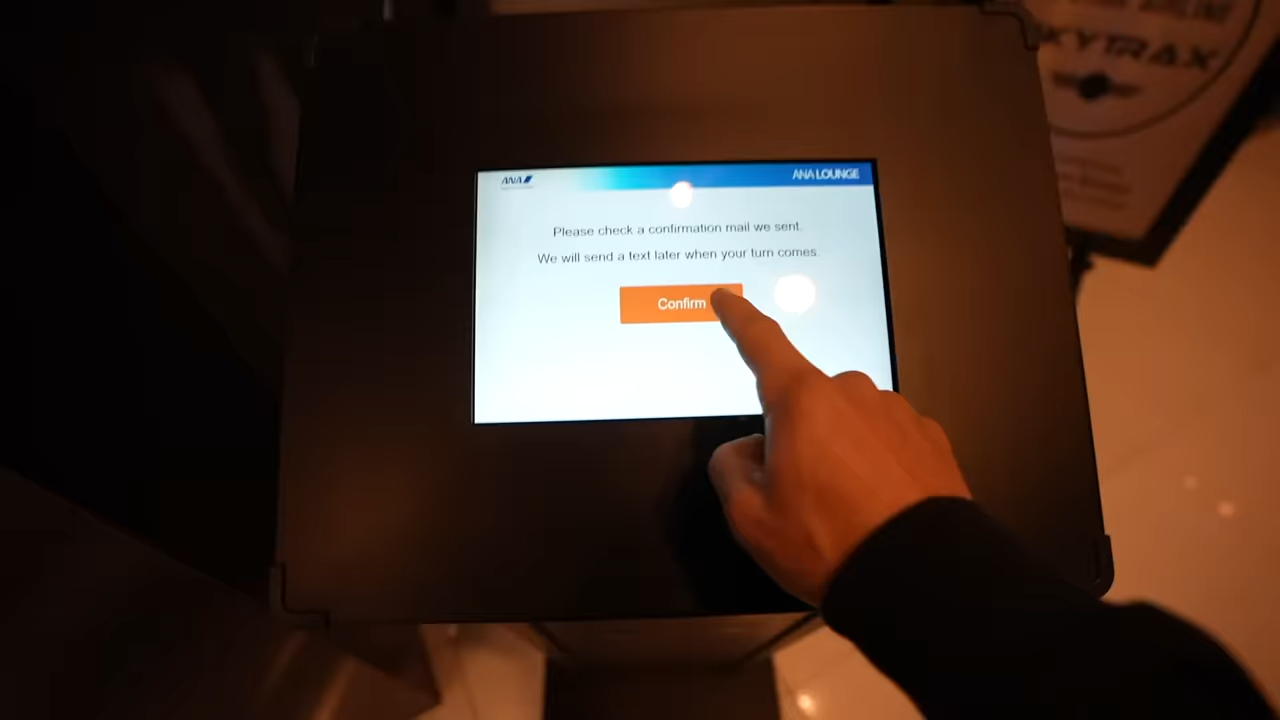 ANA
ANA LOUNGE
Please check a confirmation mail we sent.
We will send a text later when your turn comes.
Confirm
SKYTRAX